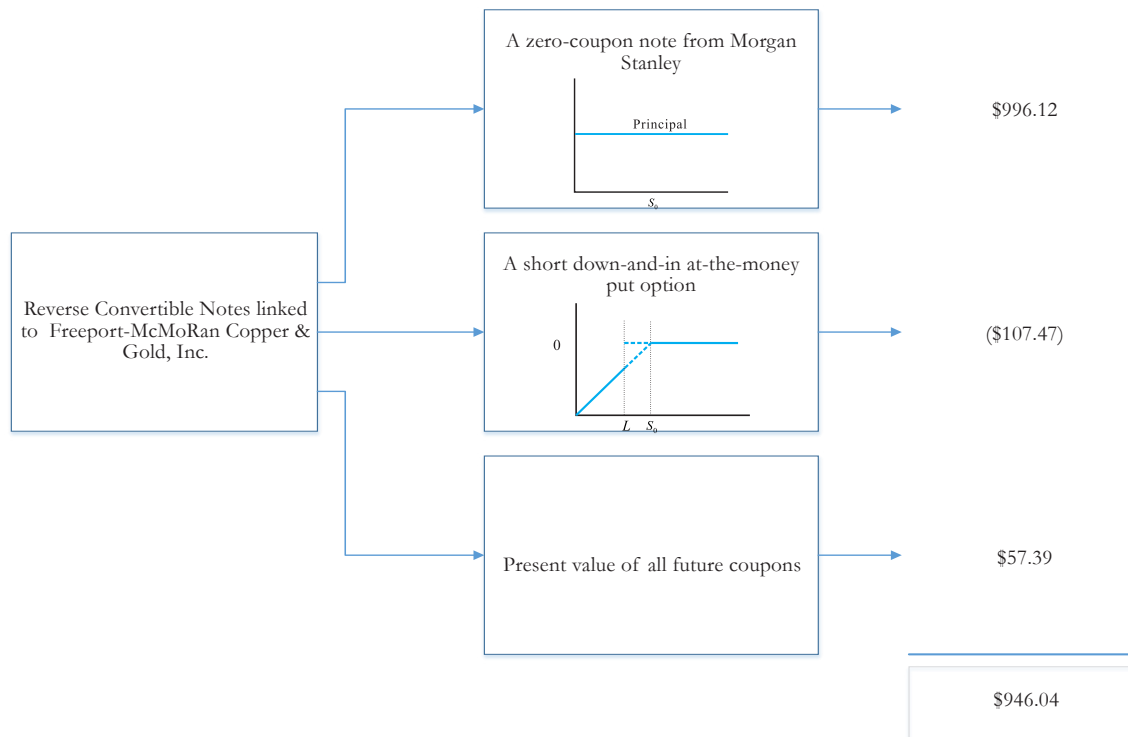 A zero-coupon note from Morgan
Stanley
Principal
S₀
$996.12
Reverse Convertible Notes linked
to Freeport-McMoRan Copper &
Gold, Inc.
A short down-and-in at-the-money
put option
0
L S₀
($107.47)
Present value of all future coupons
$57.39
$946.04